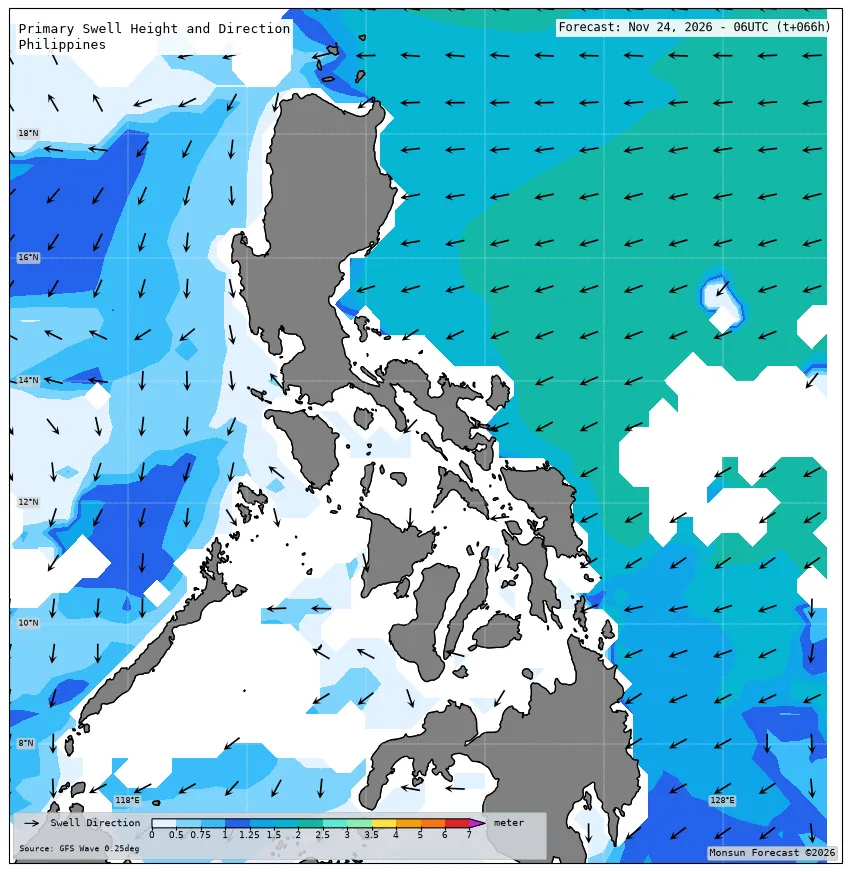 Primary Swell Height and Direction
Philippines
Forecast: Nov 24, 2026 - 06UTC (t+066h)
18°N
16°N
14°N
12°N
10°N
8°N
118°E
128°E
Swell Direction
meter
0 0.5 0.75 1 1.25 1.5 2 2.5 3 3.5 4 5 6 7
Source: GFS Wave 0.25deg
Monsun Forecast ©2026